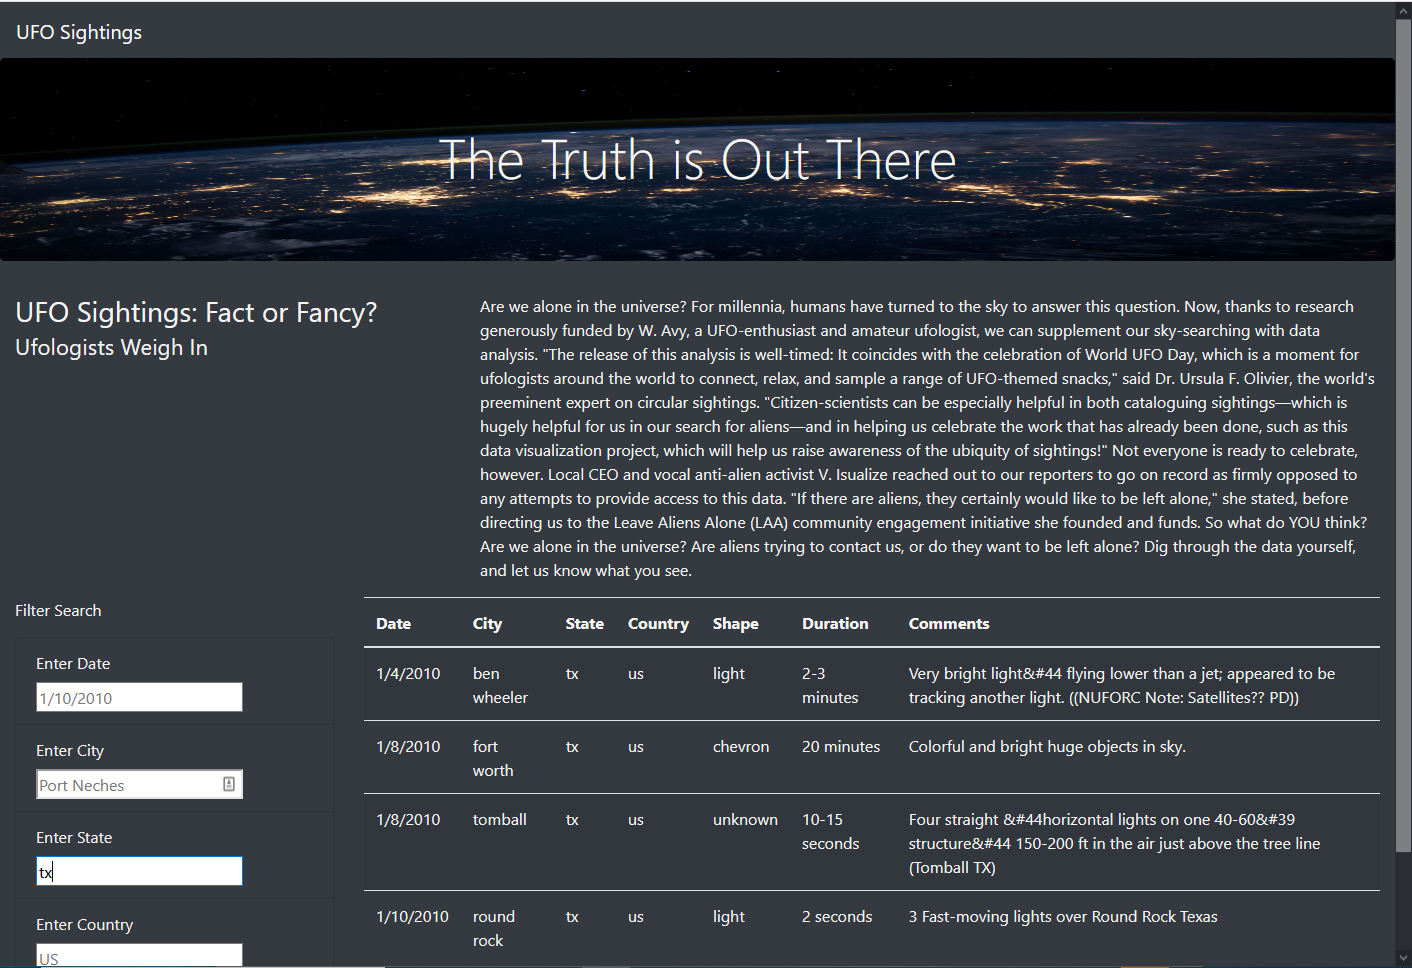 UFO Sightings
The Truth is Out There
UFO Sightings: Fact or Fancy?
Ufologists Weigh In
Are we alone in the universe? For millennia, humans have turned to the sky to answer this question. Now, thanks to research
generously funded by W. Avy, a UFO-enthusiast and amateur ufologist, we can supplement our sky-searching with data
analysis. "The release of this analysis is well-timed: It coincides with the celebration of World UFO Day, which is a moment for
ufologists around the world to connect, relax, and sample a range of UFO-themed snacks," said Dr. Ursula F. Olivier, the world's
preeminent expert on circular sightings. "Citizen-scientists can be especially helpful in both cataloguing sightings—which is
hugely helpful for us in our search for aliens—and in helping us celebrate the work that has already been done, such as this
data visualization project, which will help us raise awareness of the ubiquity of sightings!" Not everyone is ready to celebrate,
however. Local CEO and vocal anti-alien activist V. Isualize reached out to our reporters to go on record as firmly opposed to
any attempts to provide access to this data. "If there are aliens, they certainly would like to be left alone," she stated, before
directing us to the Leave Aliens Alone (LAA) community engagement initiative she founded and funds. So what do YOU think?
Are we alone in the universe? Are aliens trying to contact us, or do they want to be left alone? Dig through the data yourself,
and let us know what you see.
Filter Search
Enter Date
1/10/2010
Enter City
Port Neches
Enter State
tx
Enter Country
US
Date City State Country Shape Duration Comments
1/4/2010 ben tx us light 2-3 Very bright light&#44 flying lower than a jet; appeared to be
wheeler minutes tracking another light. ((NUFORC Note: Satellites?? PD))
1/8/2010 fort tx us chevron 20 minutes Colorful and bright huge objects in sky.
worth
1/8/2010 tomball tx us unknown 10-15 Four straight &#44horizontal lights on one 40-60&#39
seconds structure&#44 150-200 ft in the air just above the tree line
(Tomball TX)
1/10/2010 round tx us light 2 seconds 3 Fast-moving lights over Round Rock Texas
rock